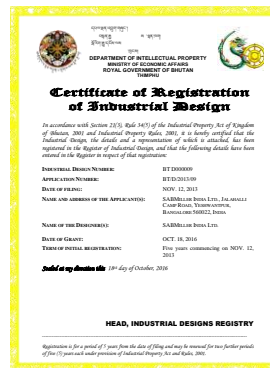 DEPARTMENT OF INTELLECTUAL PROPERTY
MINISTRY OF ECONOMIC AFFAIRS
ROYAL GOVERNMENT OF BHUTAN
THIMPHU
Certificate of Registration
of Industrial Design
In accordance with Section 21(3), Rule 34(5) of the Industrial Property Act of Kingdom
of Bhutan, 2001 and Industrial Property Rules, 2001, it is hereby certified that the
Industrial Design, the details and a representation of which is attached, has been
registered in the Register of Industrial Design, and that the following details have been
entered in the Register in respect of that registration:
INDUSTRIAL DESIGN NUMBER: BT D000009
APPLICATION NUMBER: BT/D/2013/09
DATE OF FILING: NOV. 12, 2013
NAME AND ADDRESS OF THE APPLICANT(S): SABMILLER INDIA LTD., JALAHALLI
CAMP ROAD, YESHWANTPUR,
BANGALORE 560022, INDIA
NAME OF THE DESIGNER(S): SABMILLER INDIA LTD.
DATE OF GRANT: OCT. 18, 2016
TERM OF INITIAL REGISTRATION: Five years commencing on NOV. 12,
2013
Sealed at my direction this 18th day of October, 2016
HEAD, INDUSTRIAL DESIGNS REGISTRY
Registration is for a period of 5 years from the date of filing and may be renewed for two further periods
of five (5) years each under provision of Industrial Property Act and Rules, 2001.